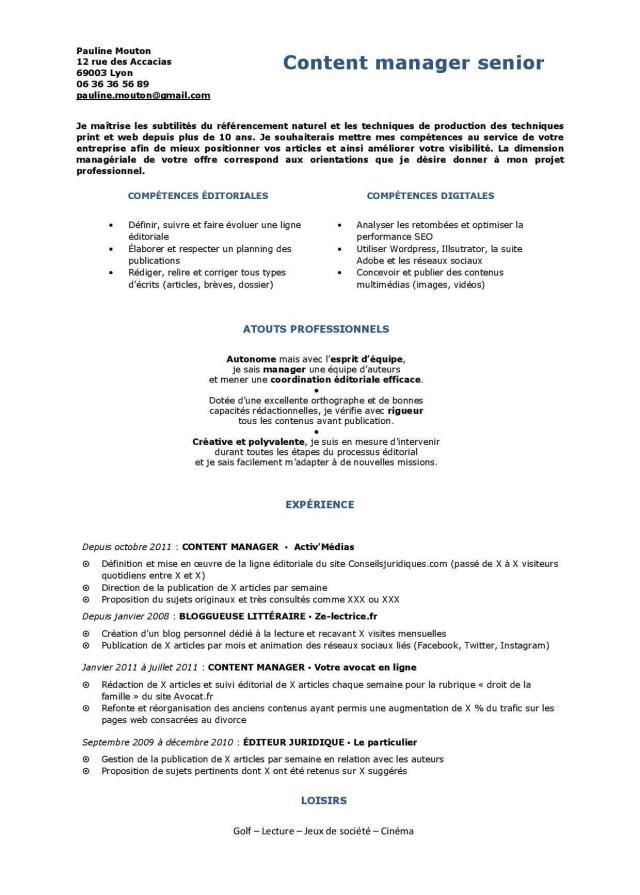 Pauline Mouton
12 rue des Accacias
69003 Lyon
06 36 36 56 89
pauline.mouton@gmail.com
Content manager senior
Je maîtrise les subtilités du référencement naturel et les techniques de production des techniques
print et web depuis plus de 10 ans. Je souhaiterais mettre mes compétences au service de votre
entreprise afin de mieux positionner vos articles et ainsi améliorer votre visibilité. La dimension
managériale de votre offre correspond aux orientations que je désire donner à mon projet
professionnel.
COMPÉTENCES ÉDITORIALES
• Définir, suivre et faire évoluer une ligne
éditoriale
• Élaborer et respecter un planning des
publications
• Rédiger, relire et corriger tous types
d'écrits (articles, brèves, dossier)
COMPÉTENCES DIGITALES
• Analyser les retombées et optimiser la
performance SEO
• Utiliser Wordpress, Illsutrator, la suite
Adobe et les réseaux sociaux
• Concevoir et publier des contenus
multimédias (images, vidéos)
ATOUTS PROFESSIONNELS
Autonome mais avec l'esprit d'équipe,
je sais manager une équipe d'auteurs
et mener une coordination éditoriale efficace.
•
Dotée d'une excellente orthographe et de bonnes
capacités rédactionnelles, je vérifie avec rigueur
tous les contenus avant publication.
•
Créative et polyvalente, je suis en mesure d'intervenir
durant toutes les étapes du processus éditorial
et je sais facilement m'adapter à de nouvelles missions.
EXPÉRIENCE
Depuis octobre 2011 : CONTENT MANAGER • Activ'Médias
⊙ Définition et mise en œuvre de la ligne éditoriale du site Conseilsjuridiques.com (passé de X à X visiteurs
quotidiens entre X et X)
⊙ Direction de la publication de X articles par semaine
⊙ Proposition du sujets originaux et très consultés comme XXX ou XXX
Depuis janvier 2008 : BLOGGUEUSE LITTÉRAIRE • Ze-lectrice.fr
⊙ Création d'un blog personnel dédié à la lecture et recavant X visites mensuelles
⊙ Publication de X articles par mois et animation des réseaux sociaux liés (Facebook, Twitter, Instagram)
Janvier 2011 à juillet 2011 : CONTENT MANAGER • Votre avocat en ligne
⊙ Rédaction de X articles et suivi éditorial de X articles chaque semaine pour la rubrique « droit de la
famille » du site Avocat.fr
⊙ Refonte et réorganisation des anciens contenus ayant permis une augmentation de X % du trafic sur les
pages web consacrées au divorce
Septembre 2009 à décembre 2010 : ÉDITEUR JURIDIQUE • Le particulier
⊙ Gestion de la publication de X articles par semaine en relation avec les auteurs
⊙ Proposition de sujets pertinents dont X ont été retenus sur X suggérés
LOISIRS
Golf – Lecture – Jeux de société – Cinéma